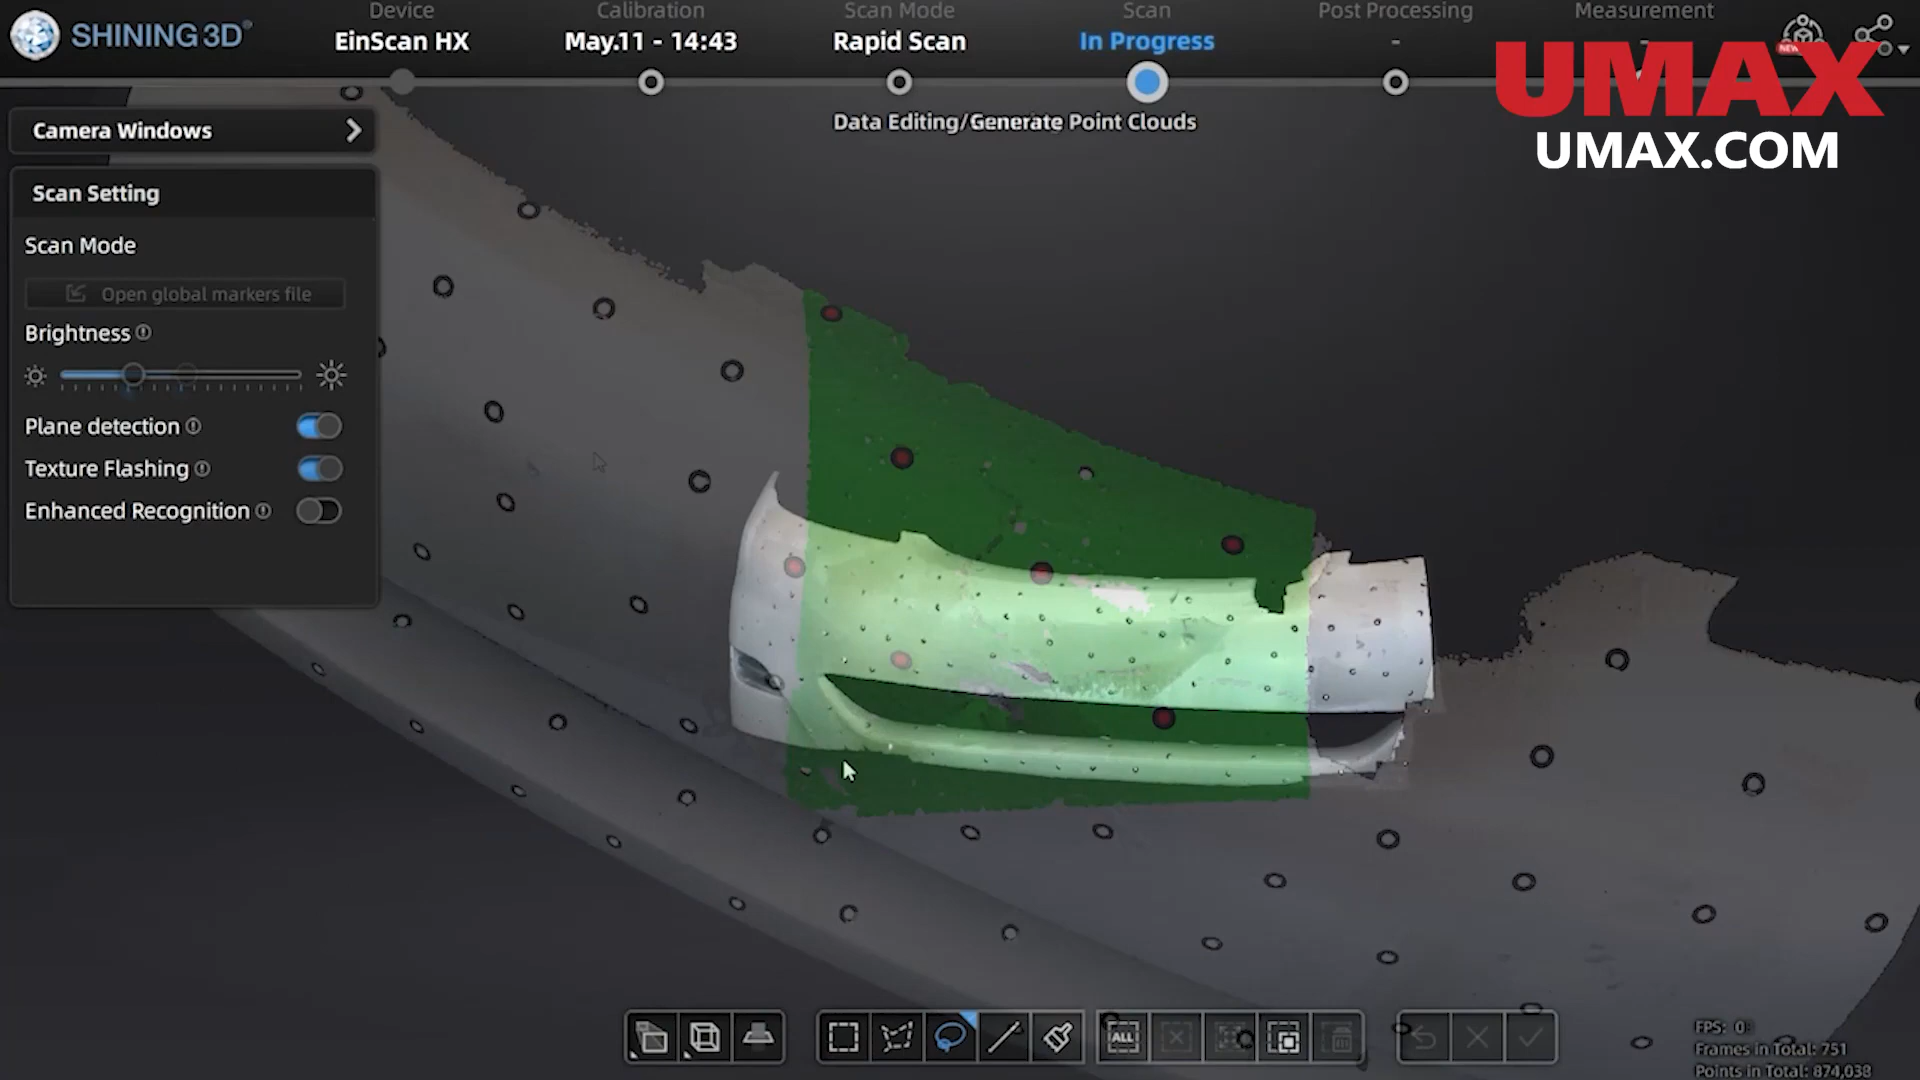 SHINING 3D®
Device
EinScan HX
Calibration
May.11 - 14:43
Scan Mode
Rapid Scan
Scan
In Progress
Post Processing
-
Measurement
-
NEW
UMAX
UMAX.COM
Data Editing/Generate Point Clouds
Camera Windows
Scan Setting
Scan Mode
Open global markers file
Brightness
Plane detection
Texture Flashing
Enhanced Recognition
ALL
FPS: 0
Frames in Total: 751
Points in Total: 874,038